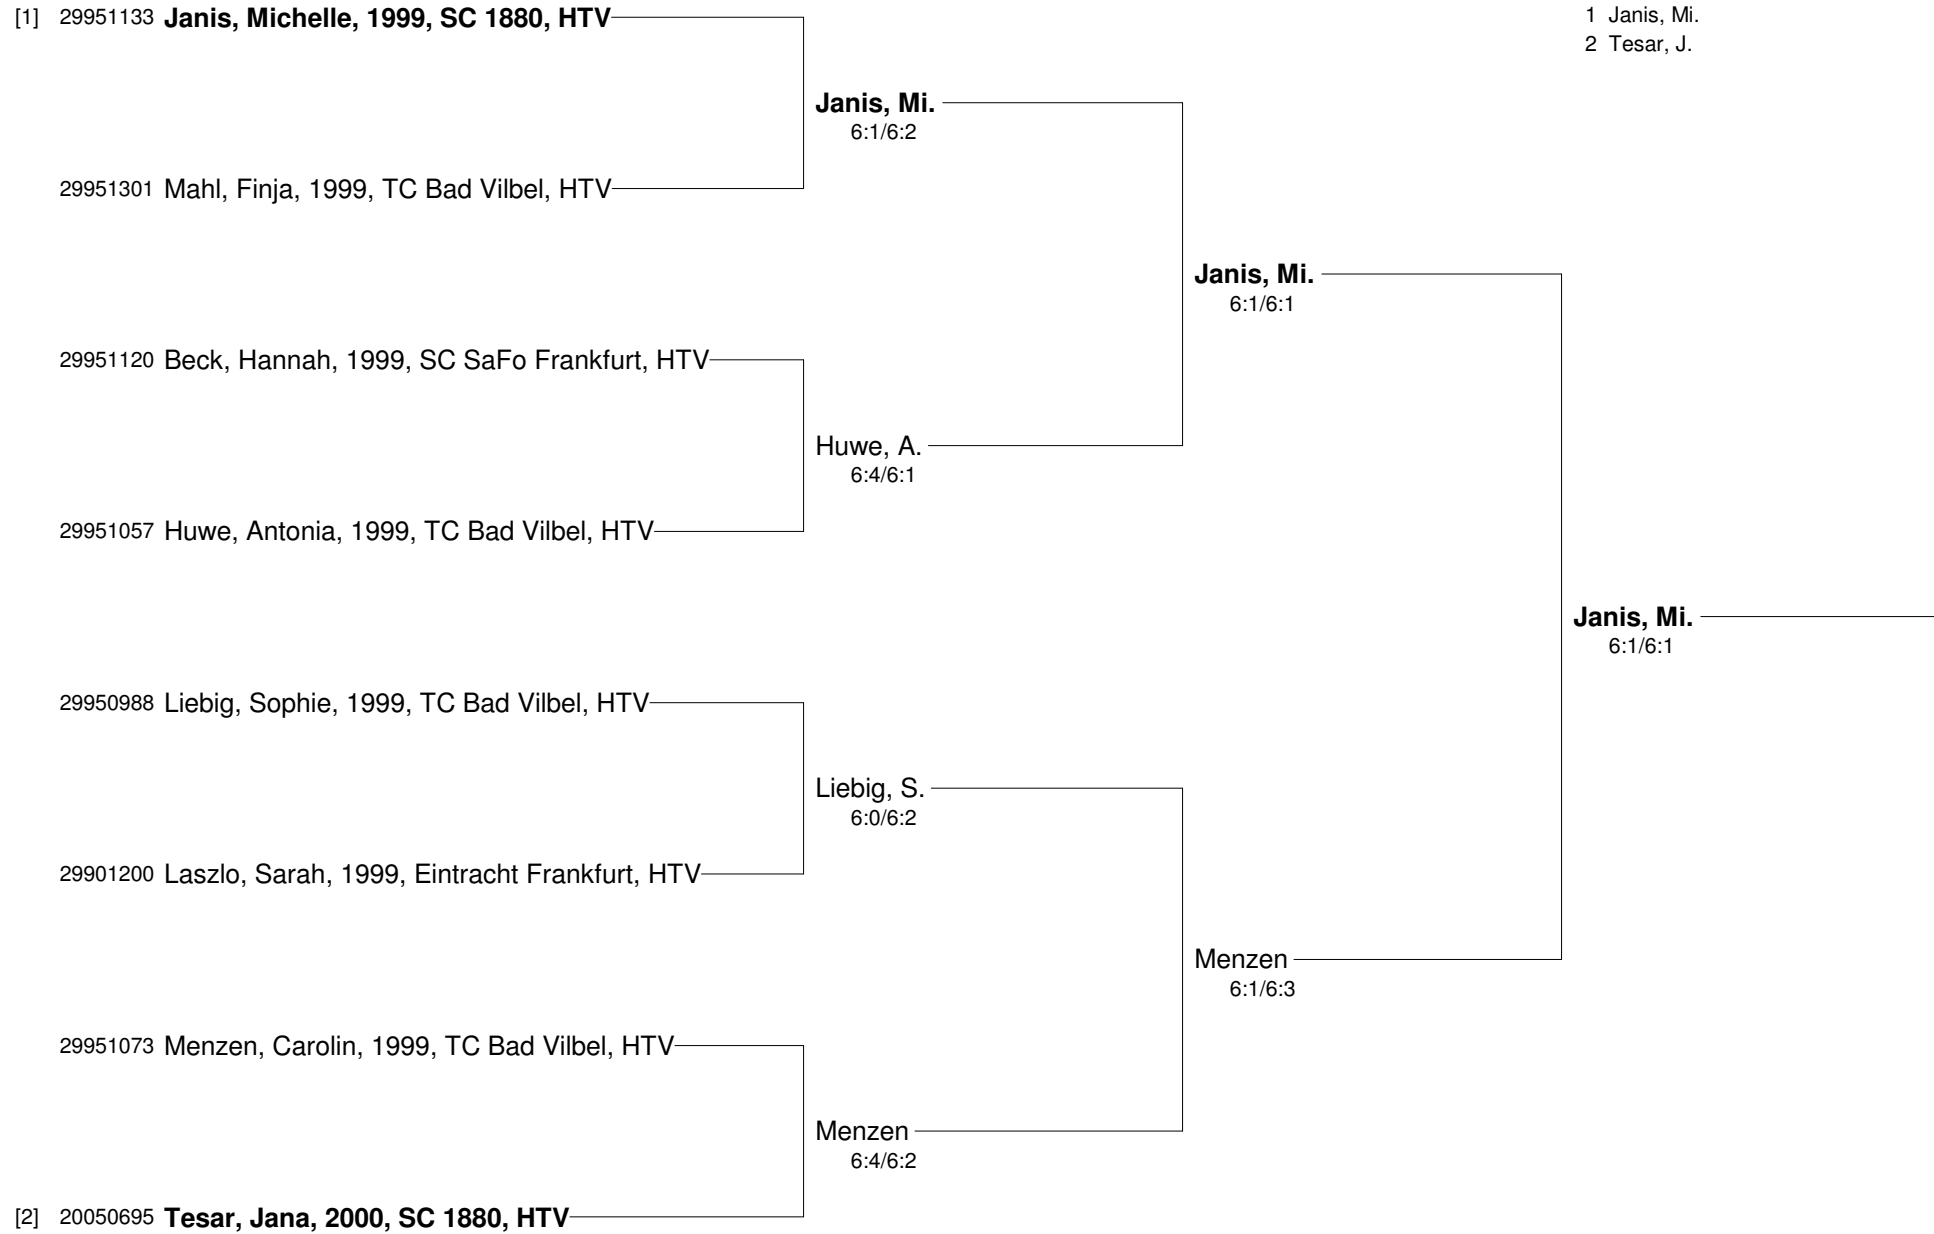 [1] 29951133 Janis, Michelle, 1999, SC 1880, HTV
1 Janis, Mi.
2 Tesar, J.
Janis, Mi.
6:1/6:2
29951301 Mahl, Finja, 1999, TC Bad Vilbel, HTV
Janis, Mi.
6:1/6:1
29951120 Beck, Hannah, 1999, SC SaFo Frankfurt, HTV
Huwe, A.
6:4/6:1
29951057 Huwe, Antonia, 1999, TC Bad Vilbel, HTV
Janis, Mi.
6:1/6:1
29950988 Liebig, Sophie, 1999, TC Bad Vilbel, HTV
Liebig, S.
6:0/6:2
29901200 Laszlo, Sarah, 1999, Eintracht Frankfurt, HTV
Menzen
6:1/6:3
29951073 Menzen, Carolin, 1999, TC Bad Vilbel, HTV
Menzen
6:4/6:2
[2] 20050695 Tesar, Jana, 2000, SC 1880, HTV